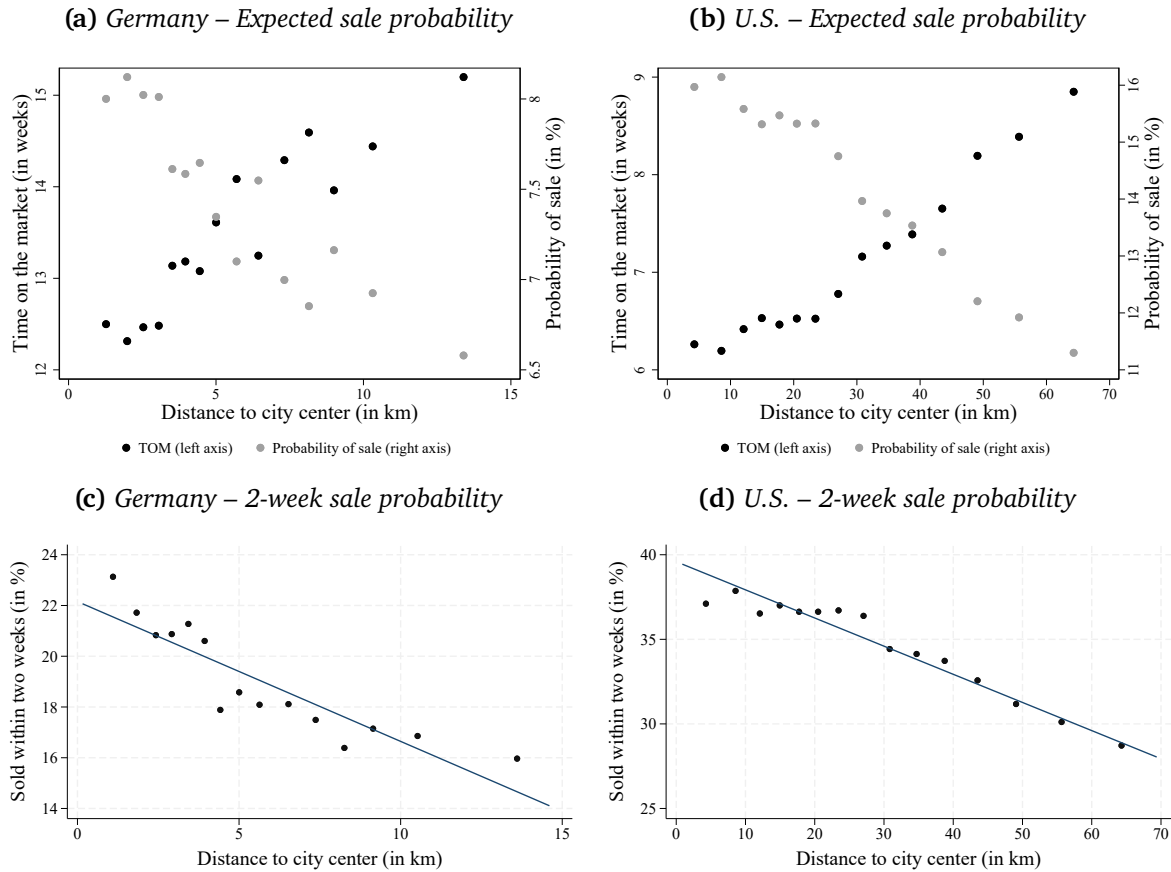 (a) Germany – Expected sale probability
Time on the market (in weeks)
15
14
13
12
8
7.5
7
6.5
Probability of sale (in %)
0 5 10 15
Distance to city center (in km)
TOM (left axis) Probability of sale (right axis)
(b) U.S. – Expected sale probability
Time on the market (in weeks)
9
8
7
6
16
15
14
13
12
11
Probability of sale (in %)
0 10 20 30 40 50 60 70
Distance to city center (in km)
TOM (left axis) Probability of sale (right axis)
(c) Germany – 2-week sale probability
Sold within two weeks (in %)
24
22
20
18
16
14
0 5 10 15
Distance to city center (in km)
(d) U.S. – 2-week sale probability
Sold within two weeks (in %)
40
35
30
25
0 10 20 30 40 50 60 70
Distance to city center (in km)